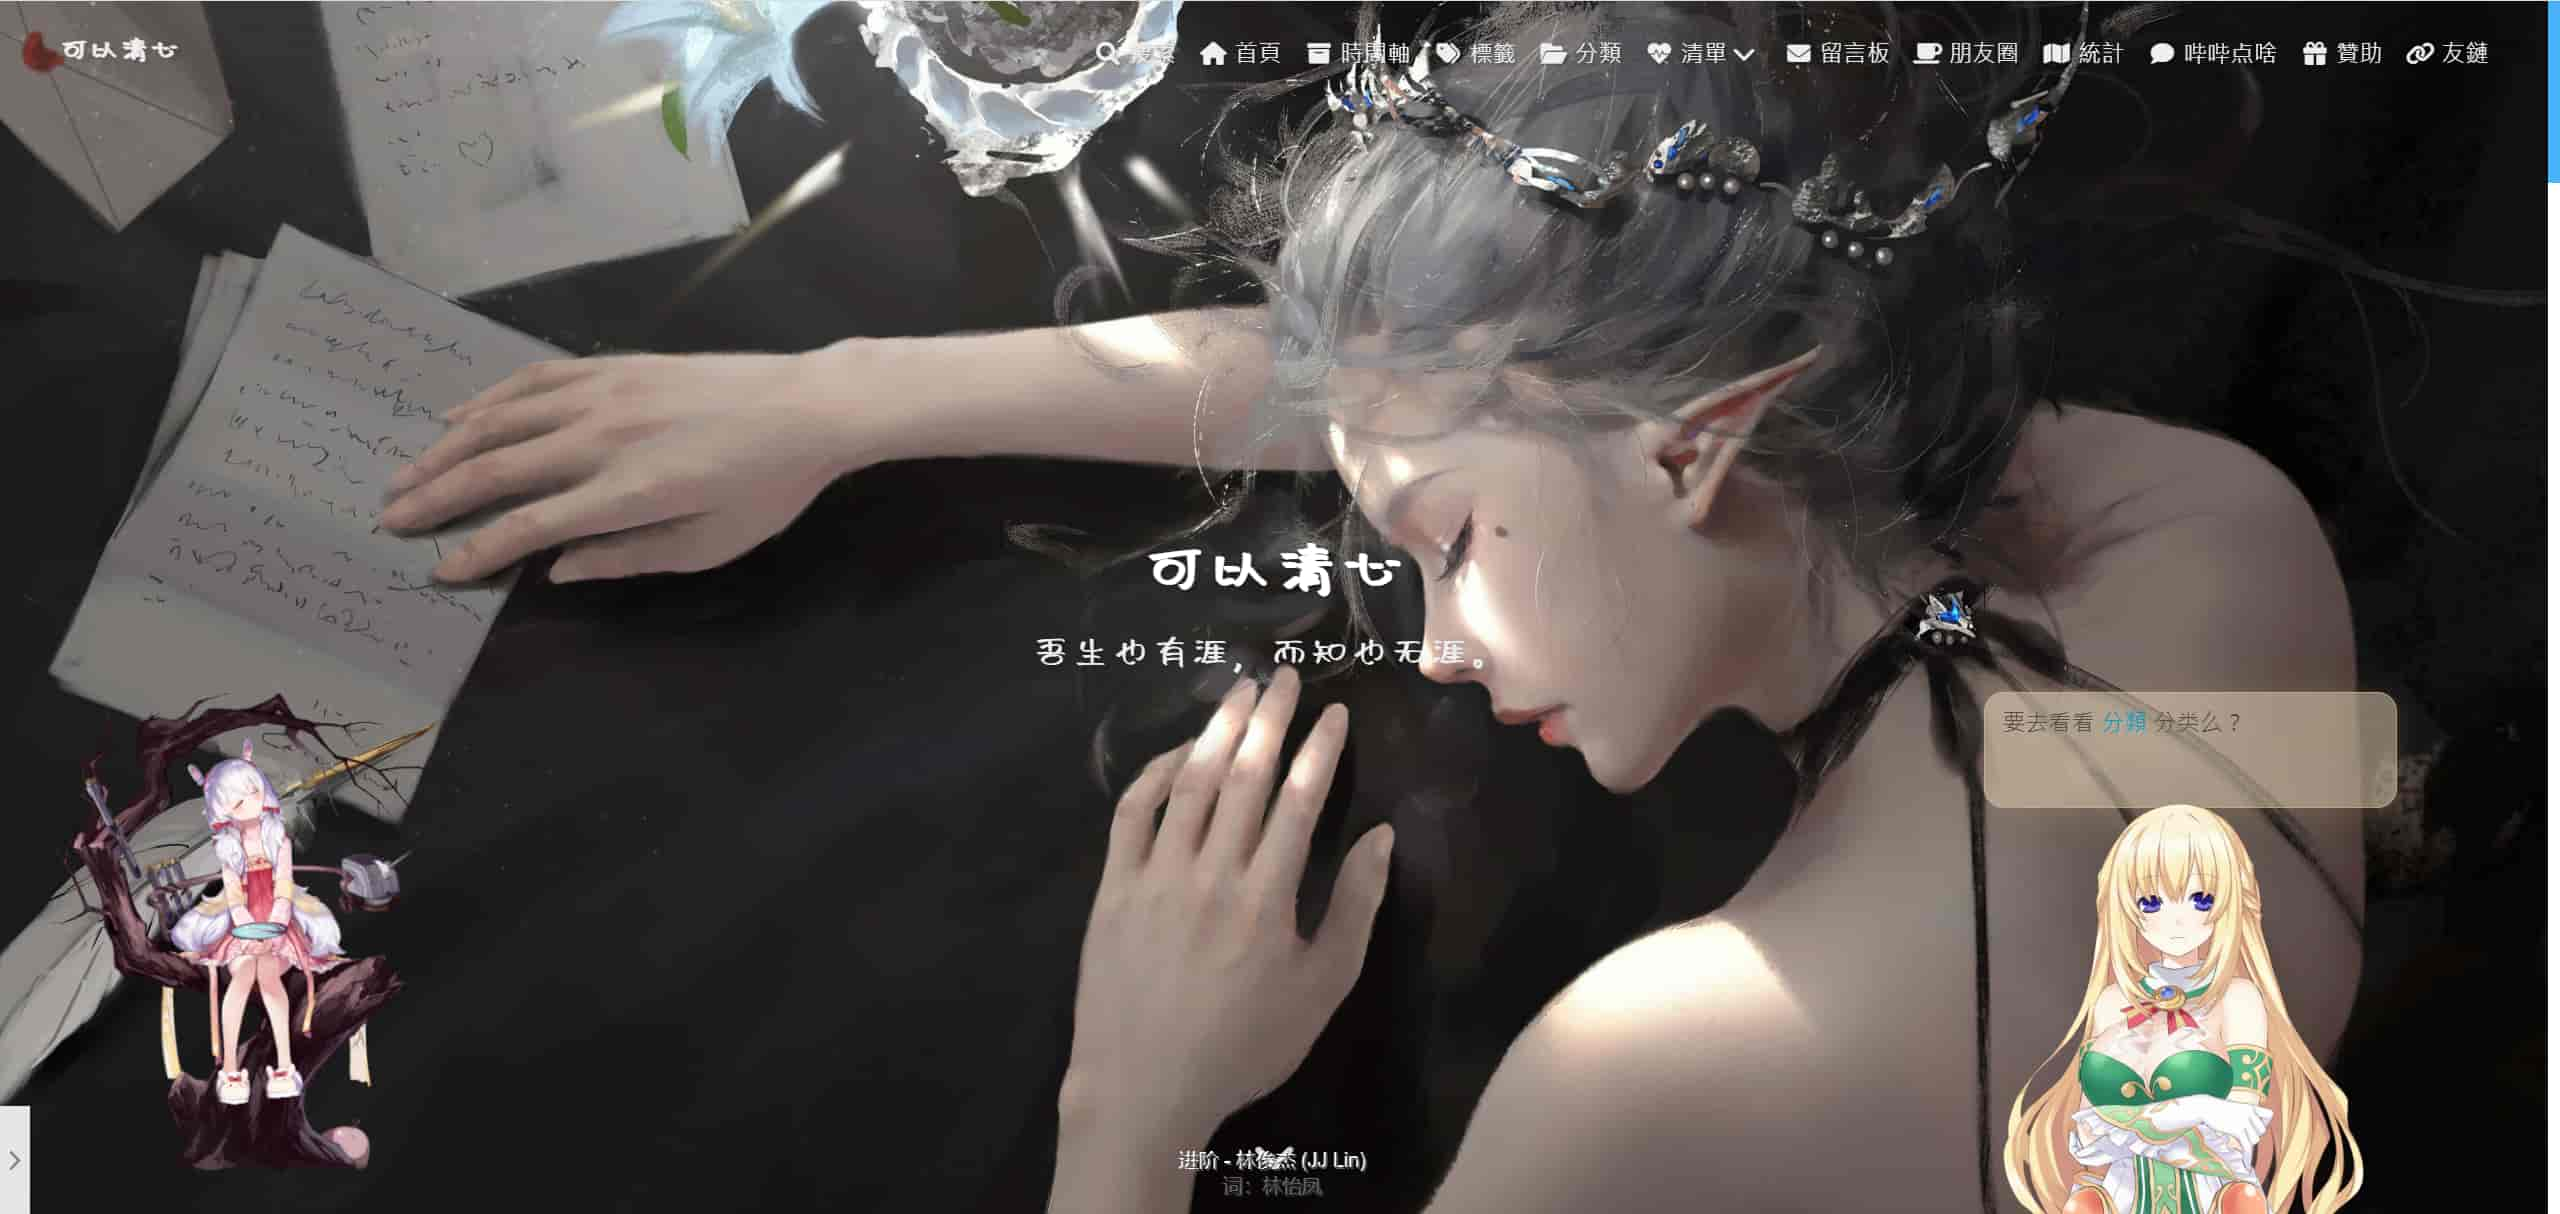 可以清心
搜索 首頁 時間軸 標籤 分類 清單 留言板 朋友圈 統計 哔哔点啥 贊助 友鏈
可以清心
吾生也有涯，而知也无涯。
要去看看 分類 分类么？
进阶 - 林俊杰 (JJ Lin)
词：林怡凤